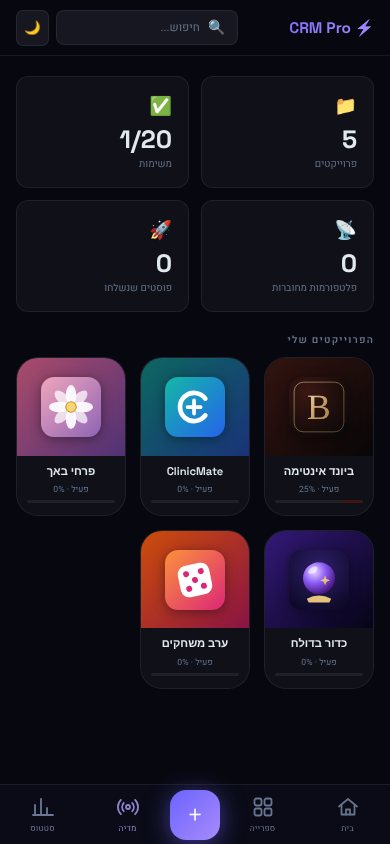 ⚡ CRM Pro
חיפוש...
5
פרוייקטים
1/20
משימות
0
פלטפורמות מחוברות
0
פוסטים שנשלחו
הפרוייקטים שלי
B
ביונד אינטימה
פעיל · 25%
ClinicMate
פעיל · 0%
פרחי באך
פעיל · 0%
כדור בדולח
פעיל · 0%
ערב משחקים
פעיל · 0%
בית
ספרייה
+
מדיה
סטטוס